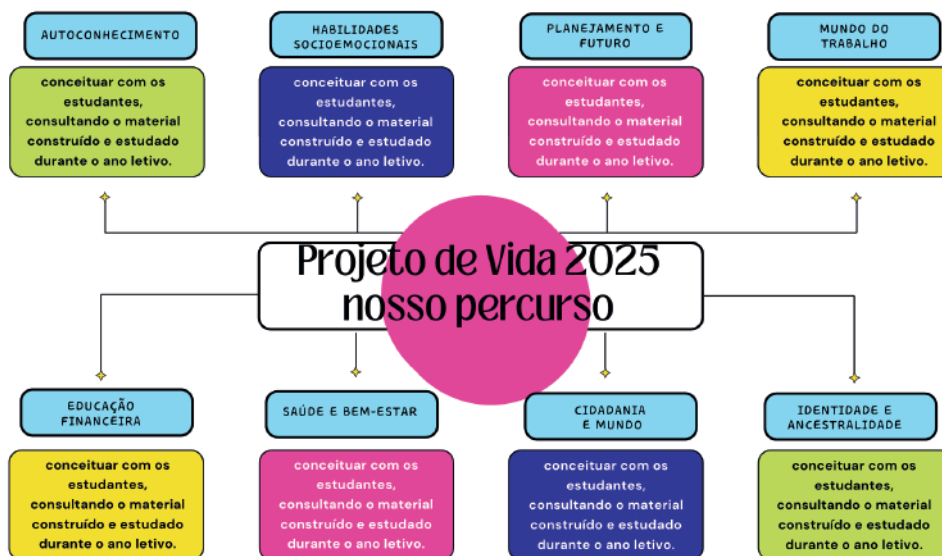 AUTOCONHECIMENTO
HABILIDADES
SOCIOEMOCIONAIS
PLANEJAMENTO E
FUTURO
MUNDO DO
TRABALHO
conceituar com os
estudantes,
consultando o material
construído e estudado
durante o ano letivo.
conceituar com os
estudantes,
consultando o material
construído e estudado
durante o ano letivo.
conceituar com os
estudantes,
consultando o material
construído e estudado
durante o ano letivo.
conceituar com os
estudantes,
consultando o material
construído e estudado
durante o ano letivo.
Projeto de Vida 2025
nosso percurso
EDUCAÇÃO
FINANCEIRA
SAÚDE E BEM-ESTAR
CIDADANIA
E MUNDO
IDENTIDADE E
ANCESTRALIDADE
conceituar com os
estudantes,
consultando o material
construído e estudado
durante o ano letivo.
conceituar com os
estudantes,
consultando o material
construído e estudado
durante o ano letivo.
conceituar com os
estudantes,
consultando o material
construído e estudado
durante o ano letivo.
conceituar com os
estudantes,
consultando o material
construído e estudado
durante o ano letivo.